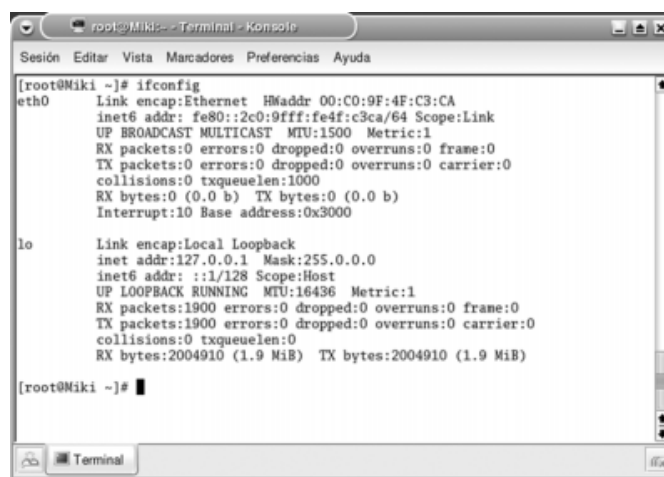 root@Miki:~ - Terminal - Konsole
Sesión Editar Vista Marcadores Preferencias Ayuda
[root@Miki ~]# ifconfig
eth0 Link encap:Ethernet HWaddr 00:C0:9F:4F:C3:CA
inet6 addr: fe80::2c0:9fff:fe4f:c3ca/64 Scope:Link
UP BROADCAST MULTICAST MTU:1500 Metric:1
RX packets:0 errors:0 dropped:0 overruns:0 frame:0
TX packets:0 errors:0 dropped:0 overruns:0 carrier:0
collisions:0 txqueuelen:1000
RX bytes:0 (0.0 b) TX bytes:0 (0.0 b)
Interrupt:10 Base address:0x3000
lo Link encap:Local Loopback
inet addr:127.0.0.1 Mask:255.0.0.0
inet6 addr: ::1/128 Scope:Host
UP LOOPBACK RUNNING MTU:16436 Metric:1
RX packets:1900 errors:0 dropped:0 overruns:0 frame:0
TX packets:1900 errors:0 dropped:0 overruns:0 carrier:0
collisions:0 txqueuelen:0
RX bytes:2004910 (1.9 MiB) TX bytes:2004910 (1.9 MiB)
[root@Miki ~]#
Terminal